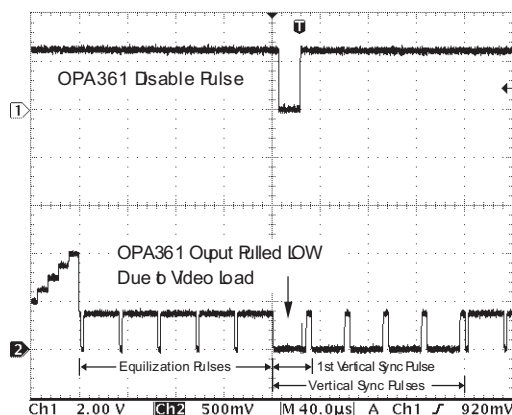 T
OPA361 Disable Pulse
1
OPA361 Ouput Pulled LOW
Due to Video Load
2
Equilization Pulses
1st Vertical Sync Pulse
Vertical Sync Pulses
Ch1 2.00 V Ch2 500mV M 40.0µs A Ch1 920mV